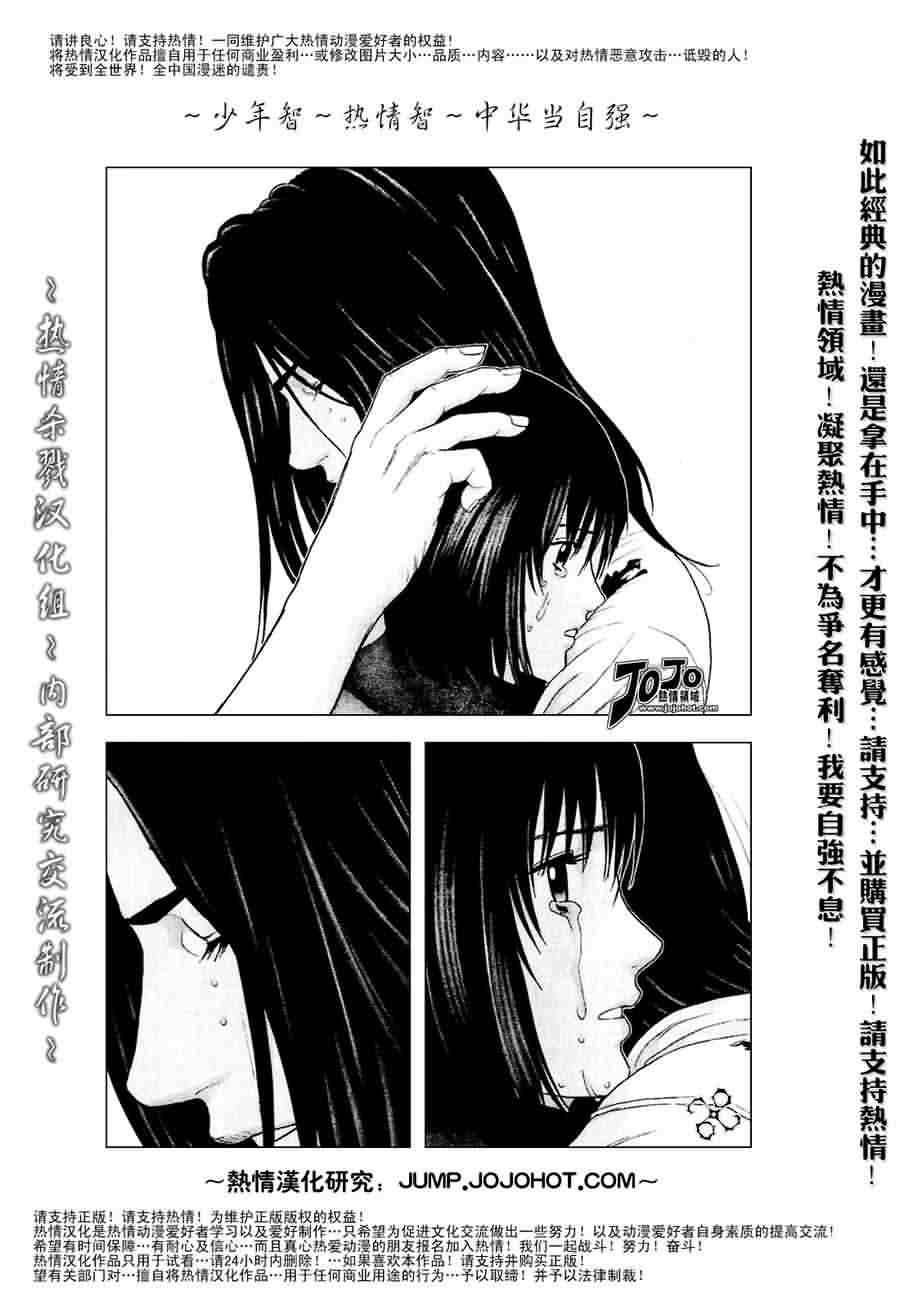 请讲良心！请支持热情！一同维护广大热情动漫爱好者的权益！
将热情汉化作品擅自用于任何商业盈利…或修改图片大小…品质…内容……以及对热情恶意攻击…诋毁的人！
将受到全世界！全中国漫迷的谴责！
～少年智～热情智～中华当自强～
如此經典的漫畫！還是拿在手中…才更有感覺…請支持…並購買正版！請支持熱情！
熱情領域！凝聚熱情！不為爭名奪利！我要自強不息！
～热情杀戮汉化组～内部研究交流制作～
JOJO
熱情領域
www.jojohot.com
～熱情漢化研究：JUMP.JOJOHOT.COM～
请支持正版！请支持热情！为维护正版版权的权益！
热情汉化是热情动漫爱好者学习以及爱好制作…只希望为促进文化交流做出一些努力！以及动漫爱好者自身素质的提高交流！
希望有时间保障…有耐心及信心…而且真心热爱动漫的朋友报名加入热情！我们一起战斗！努力！奋斗！
热情汉化作品只用于试看…请24小时内删除！…如果喜欢本作品！请支持并购买正版！
望有关部门对…擅自将热情汉化作品…用于任何商业用途的行为…予以取缔！并予以法律制裁！